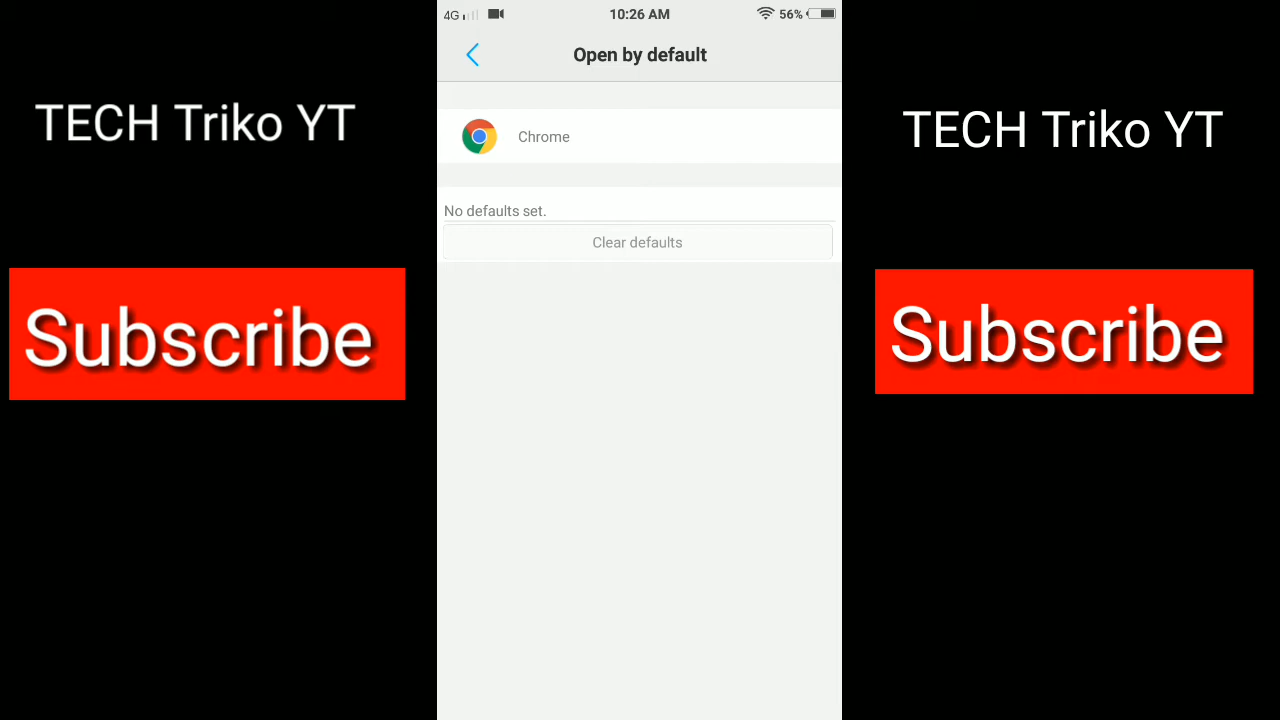 4G 10:26 AM 56%
Open by default
TECH Triko YT
TECH Triko YT
Chrome
No defaults set.
Clear defaults
Subscribe
Subscribe